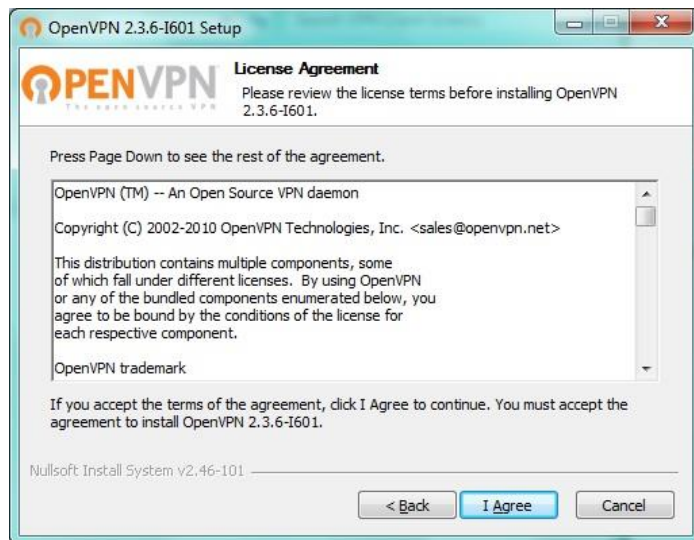 OpenVPN 2.3.6-I601 Setup
OPENVPN
The open source VPN
License Agreement
Please review the license terms before installing OpenVPN
2.3.6-I601.
Press Page Down to see the rest of the agreement.
OpenVPN (TM) -- An Open Source VPN daemon
Copyright (C) 2002-2010 OpenVPN Technologies, Inc. <sales@openvpn.net>
This distribution contains multiple components, some
of which fall under different licenses.  By using OpenVPN
or any of the bundled components enumerated below, you
agree to be bound by the conditions of the license for
each respective component.
OpenVPN trademark
If you accept the terms of the agreement, click I Agree to continue. You must accept the
agreement to install OpenVPN 2.3.6-I601.
Nullsoft Install System v2.46-101
< Back
I Agree
Cancel